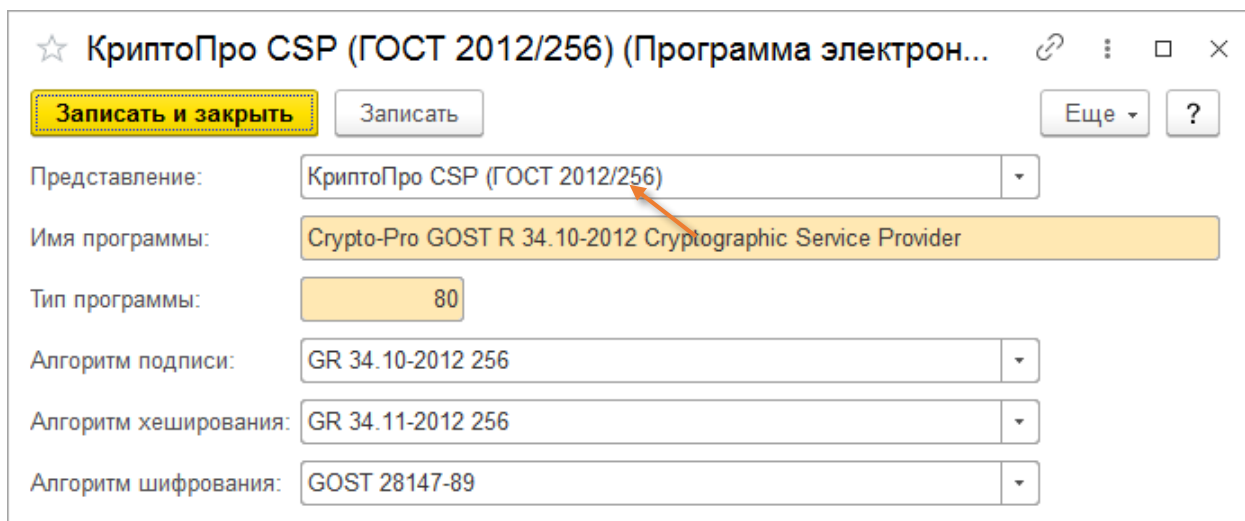 КриптоПро CSP (ГОСТ 2012/256) (Программа электрон...
Записать и закрыть Записать Еще ?
Представление: КриптоПро CSP (ГОСТ 2012/256)
Имя программы: Crypto-Pro GOST R 34.10-2012 Cryptographic Service Provider
Тип программы: 80
Алгоритм подписи: GR 34.10-2012 256
Алгоритм хеширования: GR 34.11-2012 256
Алгоритм шифрования: GOST 28147-89